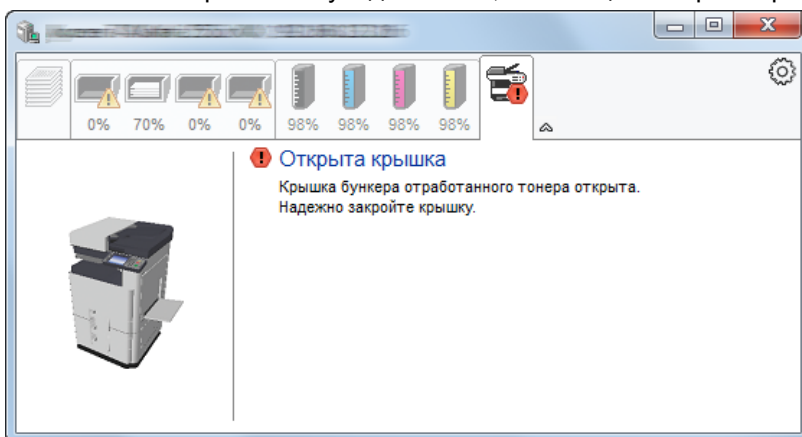 0% 70% 0% 0% 98% 98% 98% 98%
Открыта крышка
Крышка бункера отработанного тонера открыта.
Надежно закройте крышку.